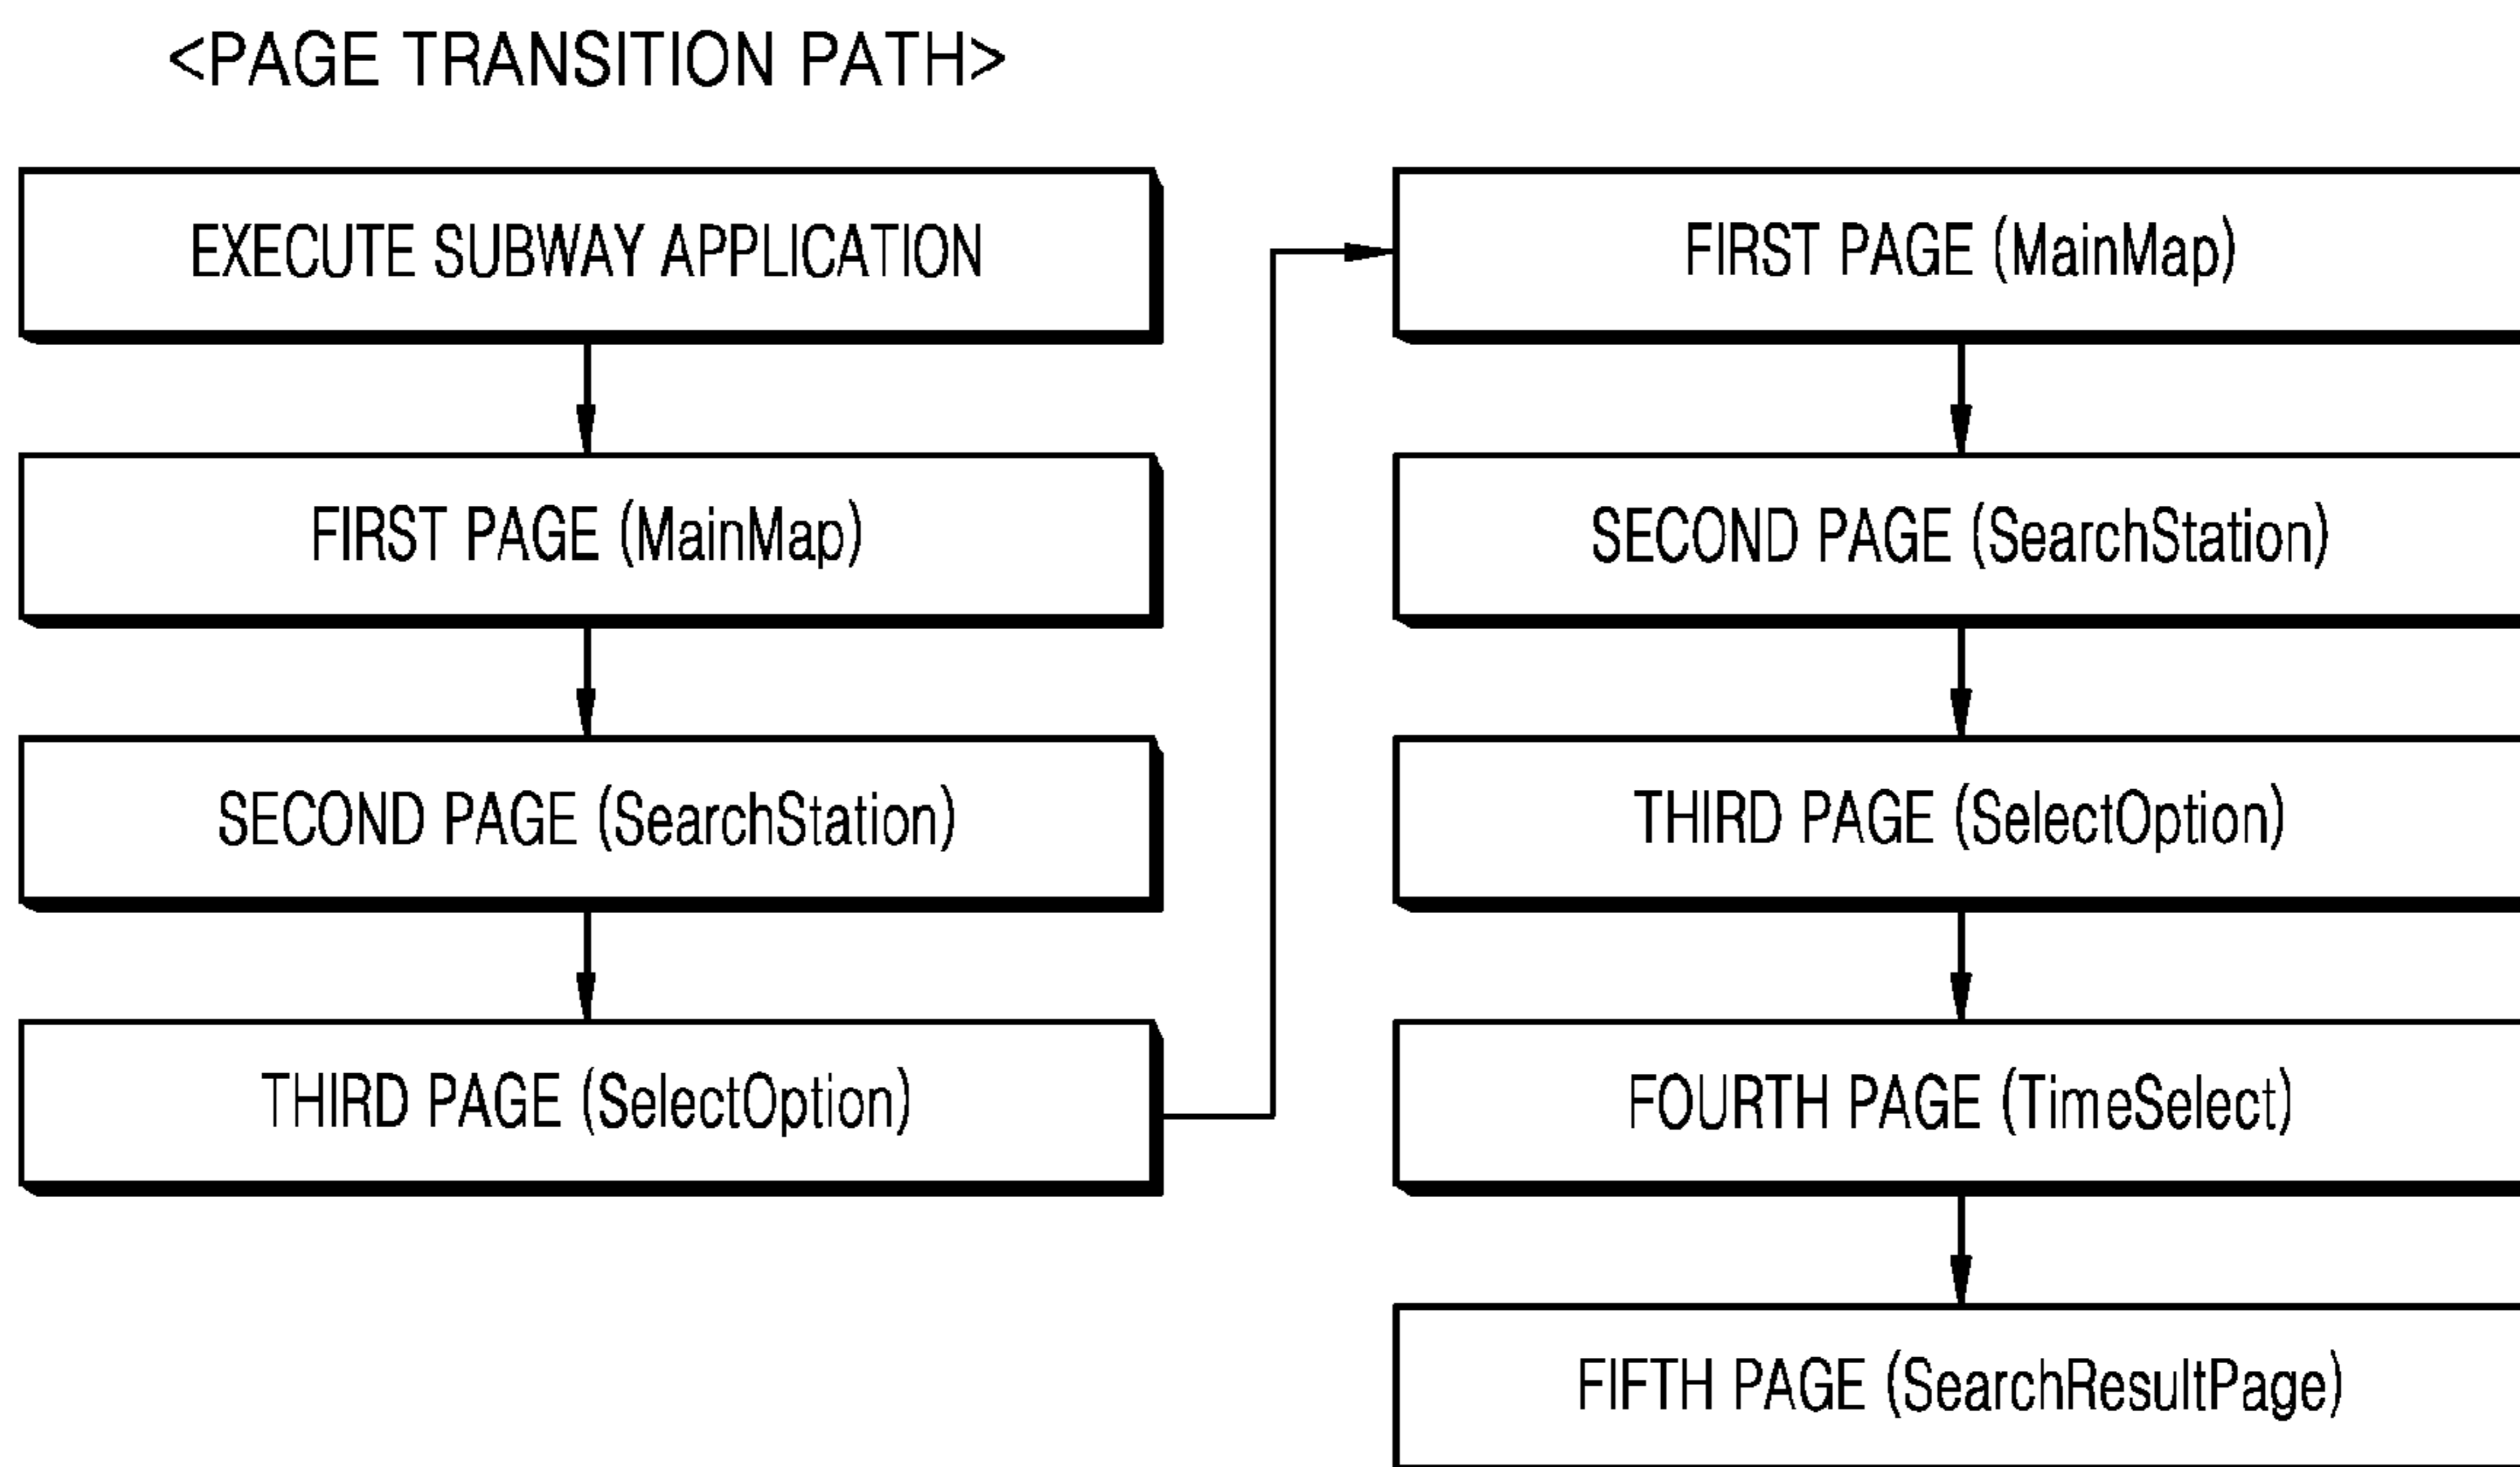 <PAGE TRANSITION PATH>
EXECUTE SUBWAY APPLICATION
FIRST PAGE (MainMap)
SECOND PAGE (SearchStation)
THIRD PAGE (SelectOption)
FIRST PAGE (MainMap)
SECOND PAGE (SearchStation)
THIRD PAGE (SelectOption)
FOURTH PAGE (TimeSelect)
FIFTH PAGE (SearchResultPage)